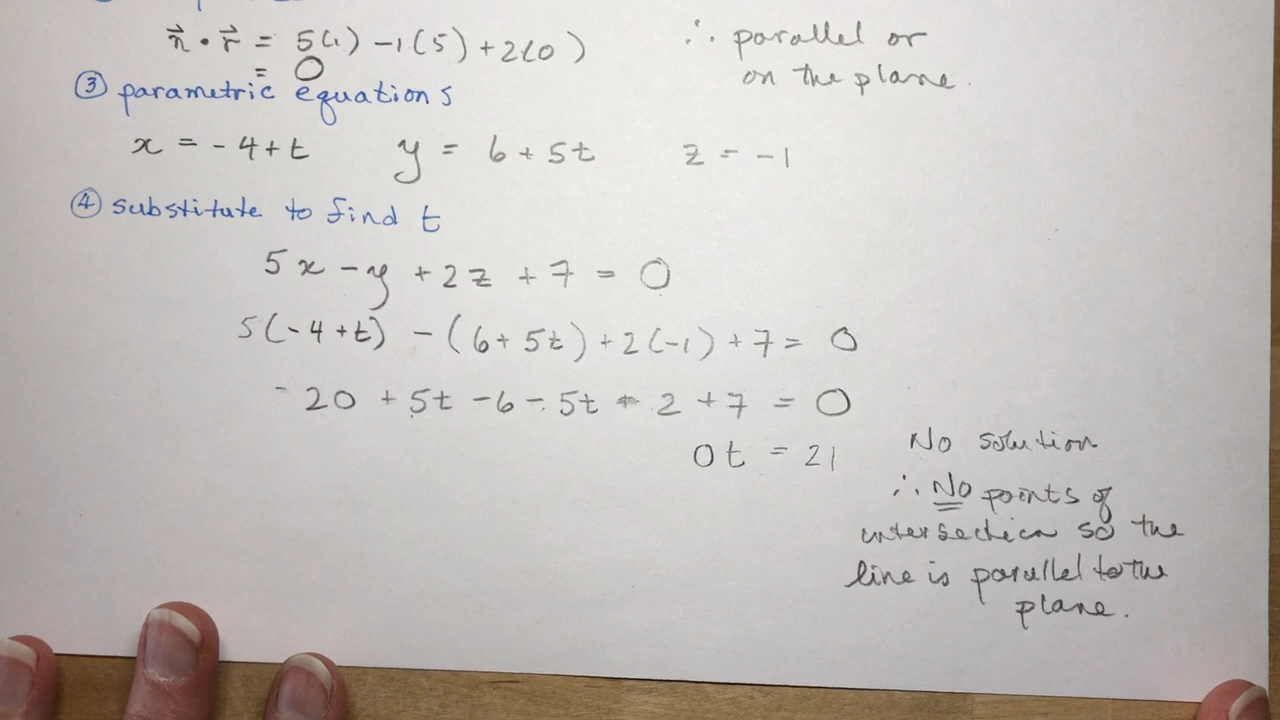 n⃗ • r⃗ = 5(1) -1(5) + 2(0)
= 0
∴ parallel or
on the plane.
③ parametric equations
x = -4+t y = 6+5t z = -1
④ substitute to find t
5x - y + 2z + 7 = 0
5(-4+t) - (6+5t) + 2(-1) + 7 = 0
-20 + 5t - 6 - 5t - 2 + 7 = 0
0t = 21
No solution
∴ No points of
intersection so the
line is parallel to the
plane.